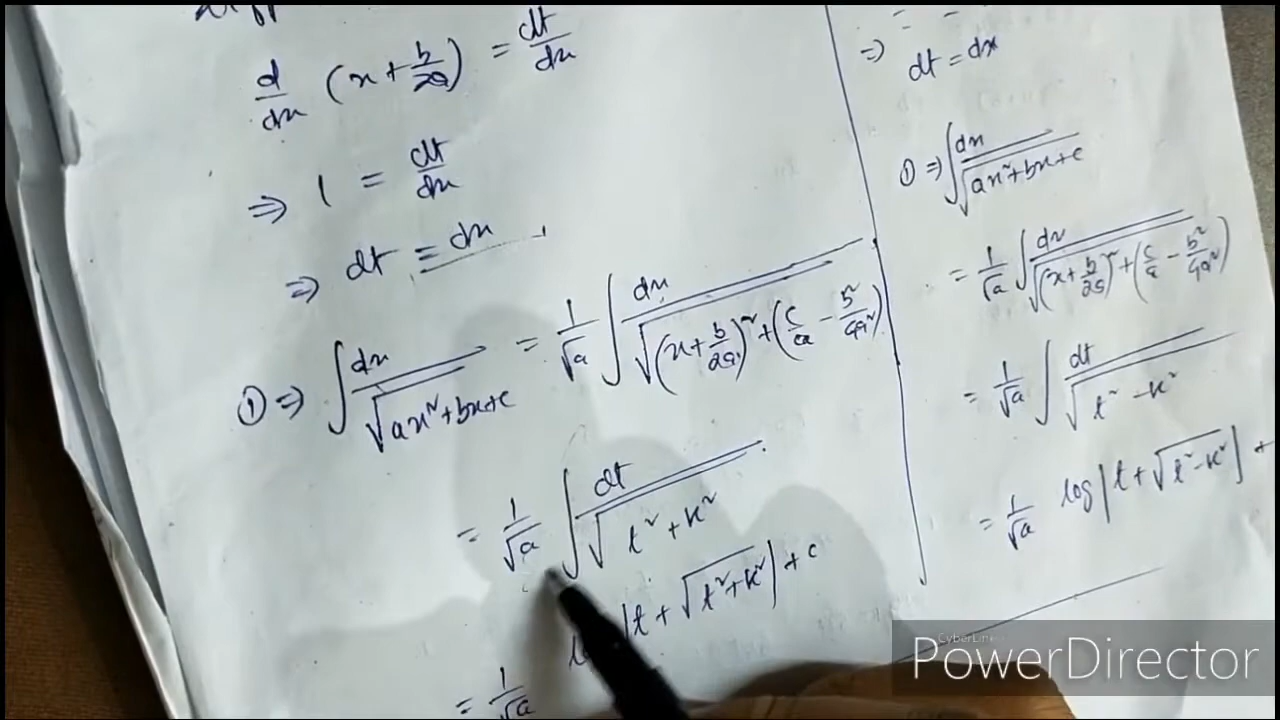 d/dx (x + b/2a) = dt/dx
⇒ 1 = dt/dx
⇒ dt = dx
① ⇒ ∫ dx/√(ax² + bx + c) = 1/√a ∫ dx/√((x + b/2a)² + (c/a − b²/4a²))
= 1/√a ∫ dt/√(t² + k²)
= 1/√a |t + √(t² + k²)| + c
⇒ dt = dx
① ⇒ ∫ dx/√(ax² + bx + c)
= 1/√a ∫ dx/√((x + b/2a)² + (c/a − b²/4a²))
= 1/√a ∫ dt/√(t² − k²)
= 1/√a log|t + √(t² − k²)| +
CyberLink
PowerDirector